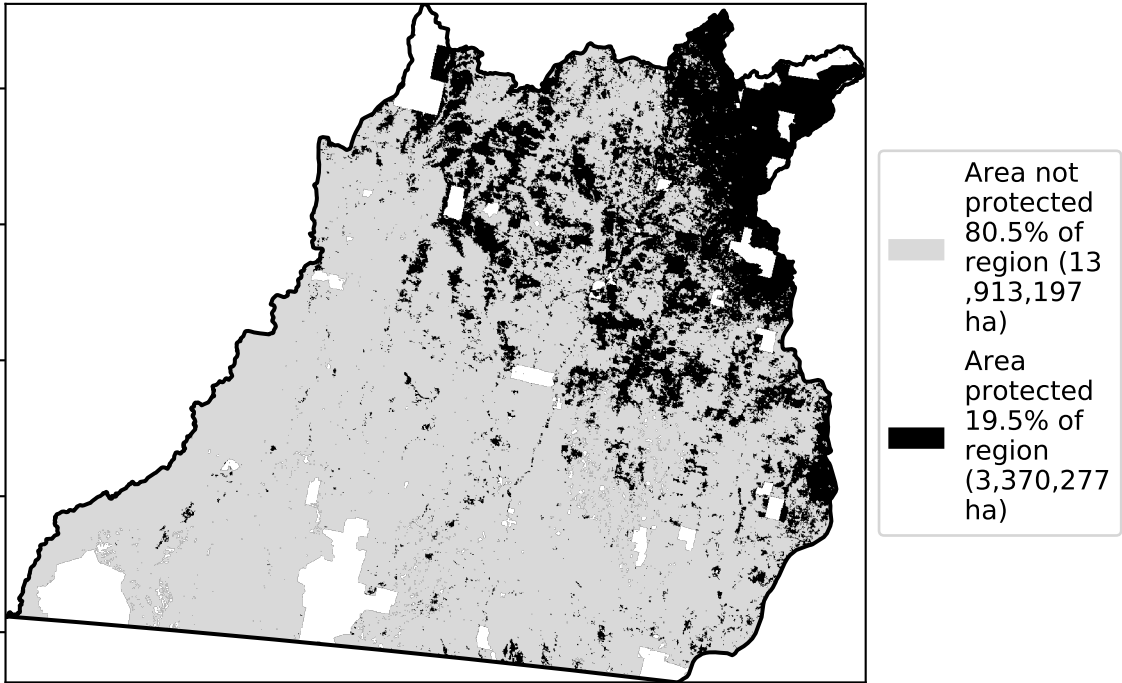 Area not
protected
80.5% of
region (13
,913,197
ha)
Area
protected
19.5% of
region
(3,370,277
ha)